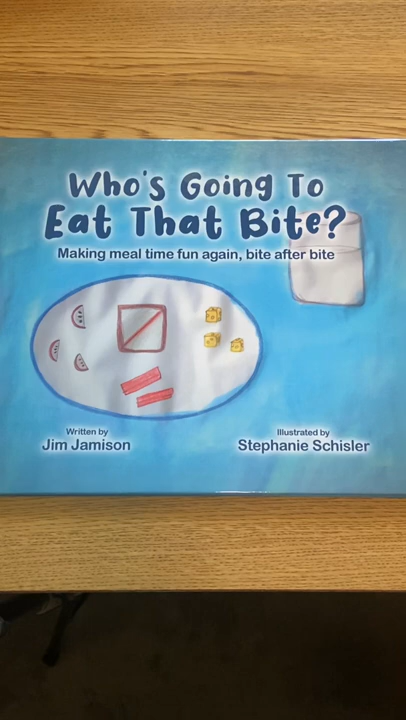 Who's Going To
Eat That Bite?
Making meal time fun again, bite after bite
Written by
Jim Jamison
Illustrated by
Stephanie Schisler